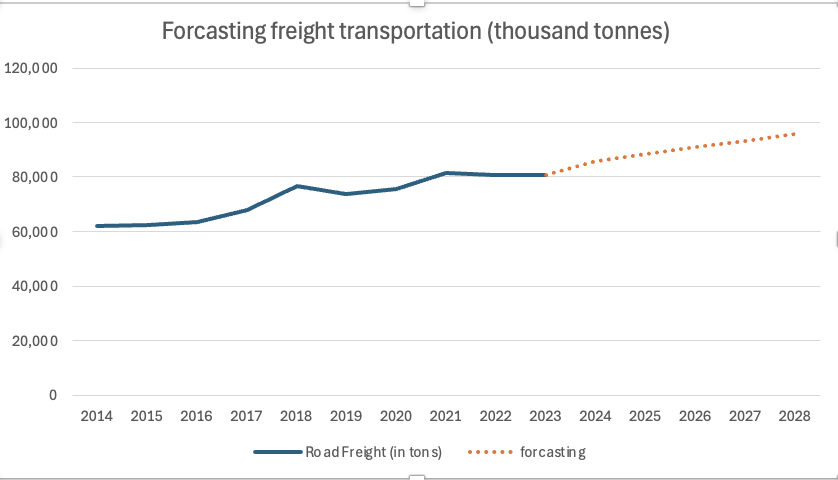 Forcasting freight transportation (thousand tonnes)
120,000
100,000
80,000
60,000
40,000
20,000
0
2014 2015 2016 2017 2018 2019 2020 2021 2022 2023 2024 2025 2026 2027 2028
Road Freight (in tons) forcasting